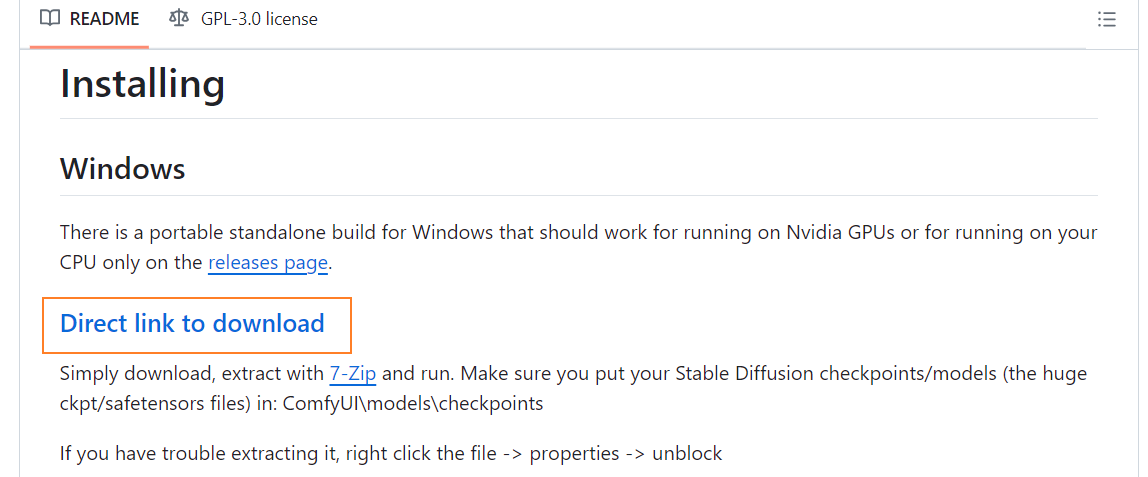 README GPL-3.0 license
Installing
Windows
There is a portable standalone build for Windows that should work for running on Nvidia GPUs or for running on your
CPU only on the releases page.
Direct link to download
Simply download, extract with 7-Zip and run. Make sure you put your Stable Diffusion checkpoints/models (the huge
ckpt/safetensors files) in: ComfyUI\models\checkpoints
If you have trouble extracting it, right click the file -> properties -> unblock